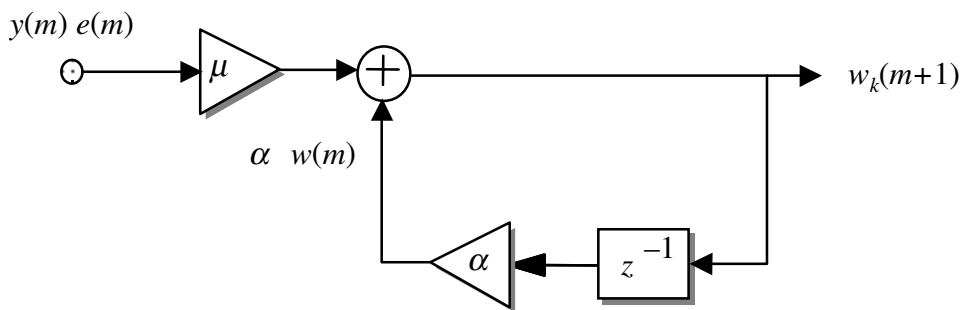 y(m) e(m)
μ
+
w_k(m+1)
α w(m)
α
z^{-1}